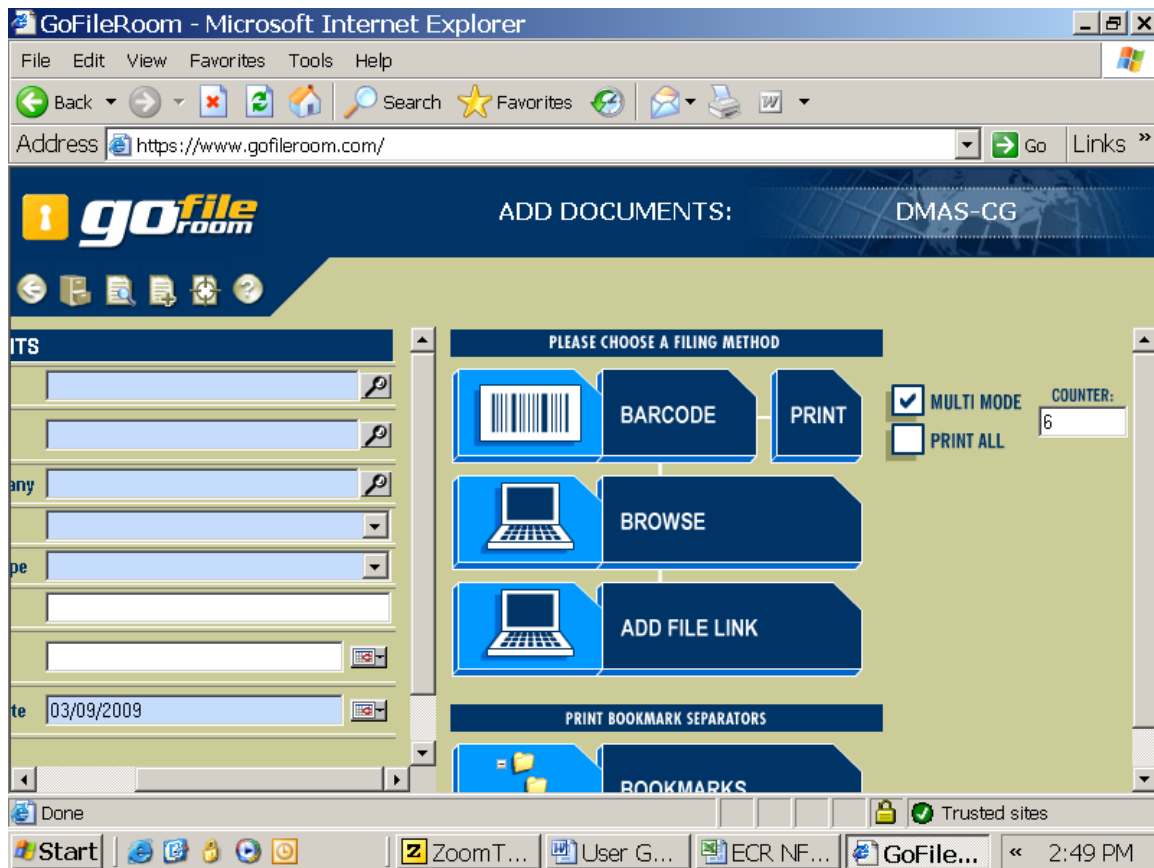 GoFileRoom - Microsoft Internet Explorer
File Edit View Favorites Tools Help
Back Search Favorites
Address https://www.gofileroom.com/ Go Links »
go file room
ADD DOCUMENTS: DMAS-CG
ITS
PLEASE CHOOSE A FILING METHOD
BARCODE PRINT
MULTI MODE
COUNTER:
6
PRINT ALL
any
BROWSE
pe
ADD FILE LINK
te 03/09/2009
PRINT BOOKMARK SEPARATORS
BOOKMARKS
Done Trusted sites
Start ZoomT... User G... ECR NF... GoFile... « 2:49 PM